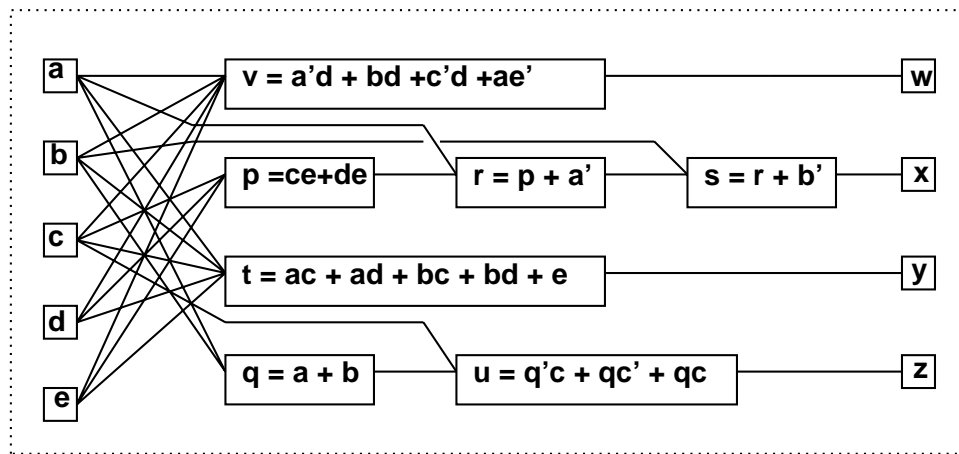 a
v = a’d + bd +c’d +ae’
w
b
p =ce+de
r = p + a’
s = r + b’
x
c
t = ac + ad + bc + bd + e
y
d
q = a + b
u = q’c + qc’ + qc
z
e